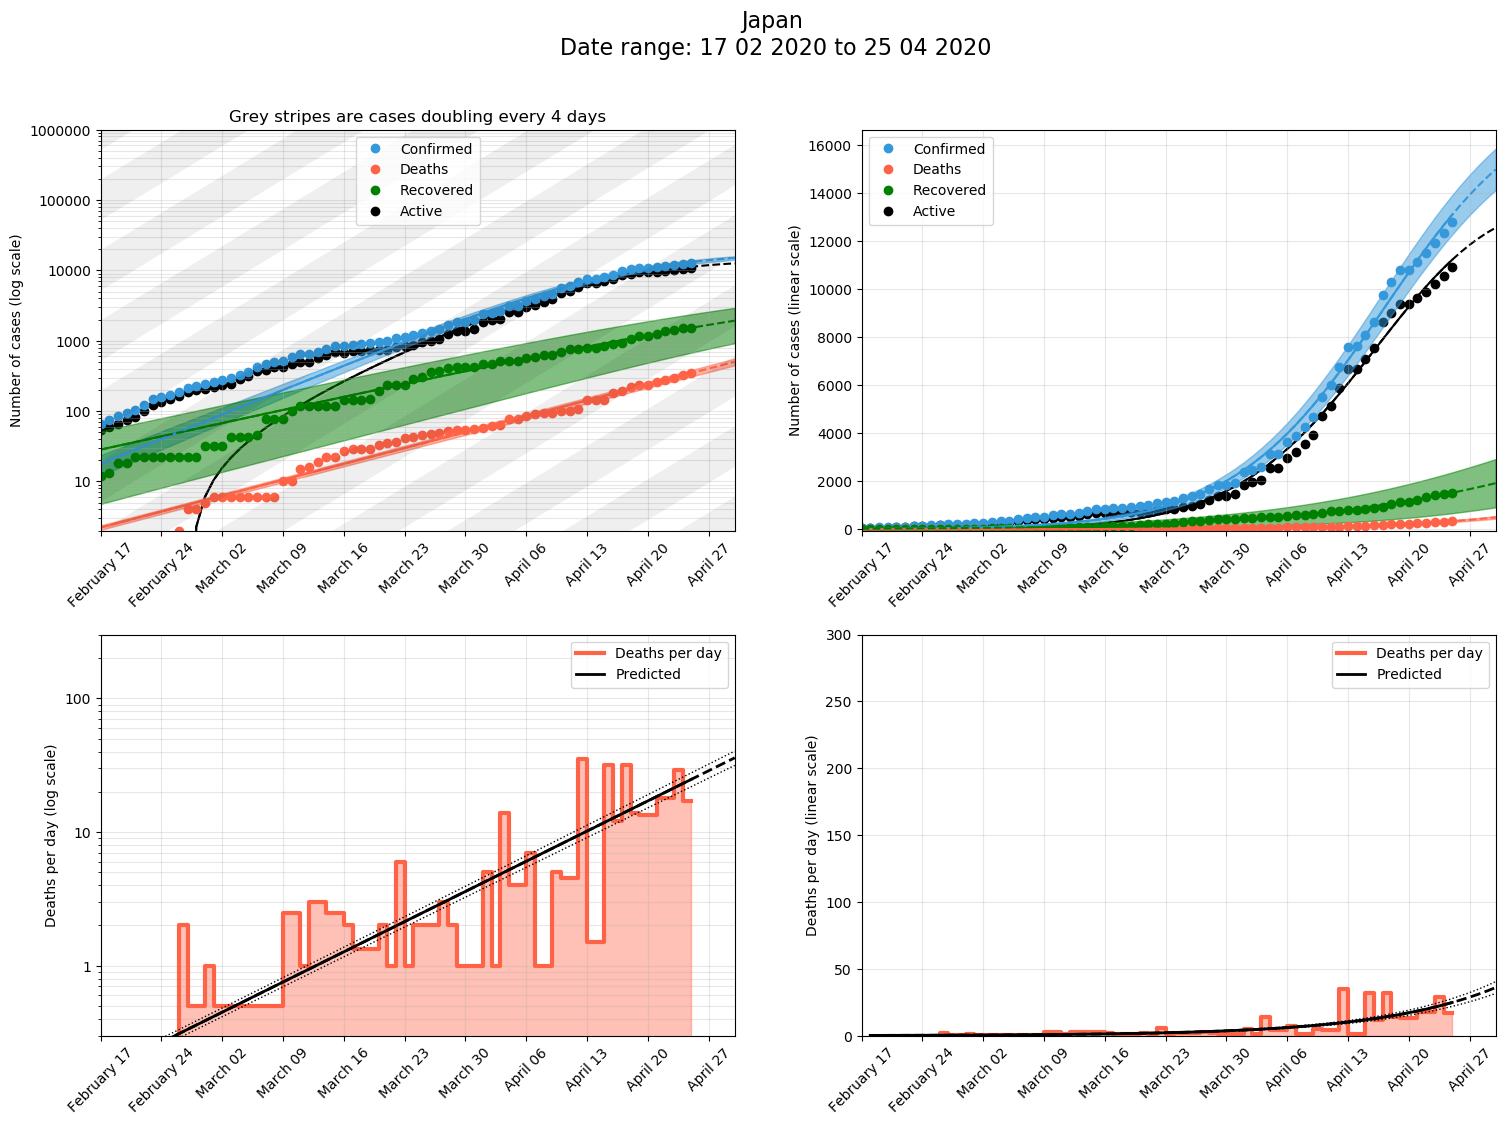 Japan
Date range: 17 02 2020 to 25 04 2020
Grey stripes are cases doubling every 4 days
Number of cases (log scale)
1000000
100000
10000
1000
100
10
Confirmed
Deaths
Recovered
Active
February 17
February 24
March 02
March 09
March 16
March 23
March 30
April 06
April 13
April 20
April 27
Number of cases (linear scale)
16000
14000
12000
10000
8000
6000
4000
2000
0
Confirmed
Deaths
Recovered
Active
February 17
February 24
March 02
March 09
March 16
March 23
March 30
April 06
April 13
April 20
April 27
Deaths per day (log scale)
100
10
1
Deaths per day
Predicted
February 17
February 24
March 02
March 09
March 16
March 23
March 30
April 06
April 13
April 20
April 27
Deaths per day (linear scale)
300
250
200
150
100
50
0
Deaths per day
Predicted
February 17
February 24
March 02
March 09
March 16
March 23
March 30
April 06
April 13
April 20
April 27